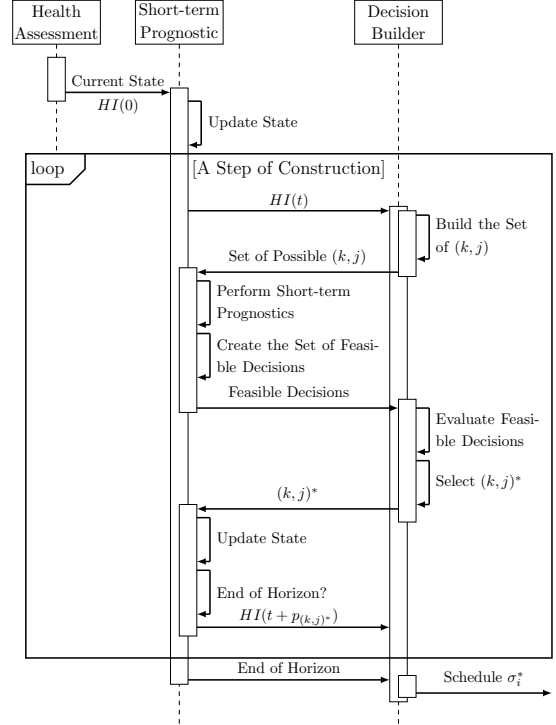 Health
Assessment
Short-term
Prognostic
Decision
Builder
Current State
HI(0)
Update State
loop
[A Step of Construction]
HI(t)
Build the Set
of (k, j)
Set of Possible (k, j)
Perform Short-term
Prognostics
Create the Set of Feasi-
ble Decisions
Feasible Decisions
Evaluate Feasi-
ble Decisions
Select (k, j)*
(k, j)*
Update State
End of Horizon?
HI(t + p_{(k,j)*})
End of Horizon
Schedule σ_i^*